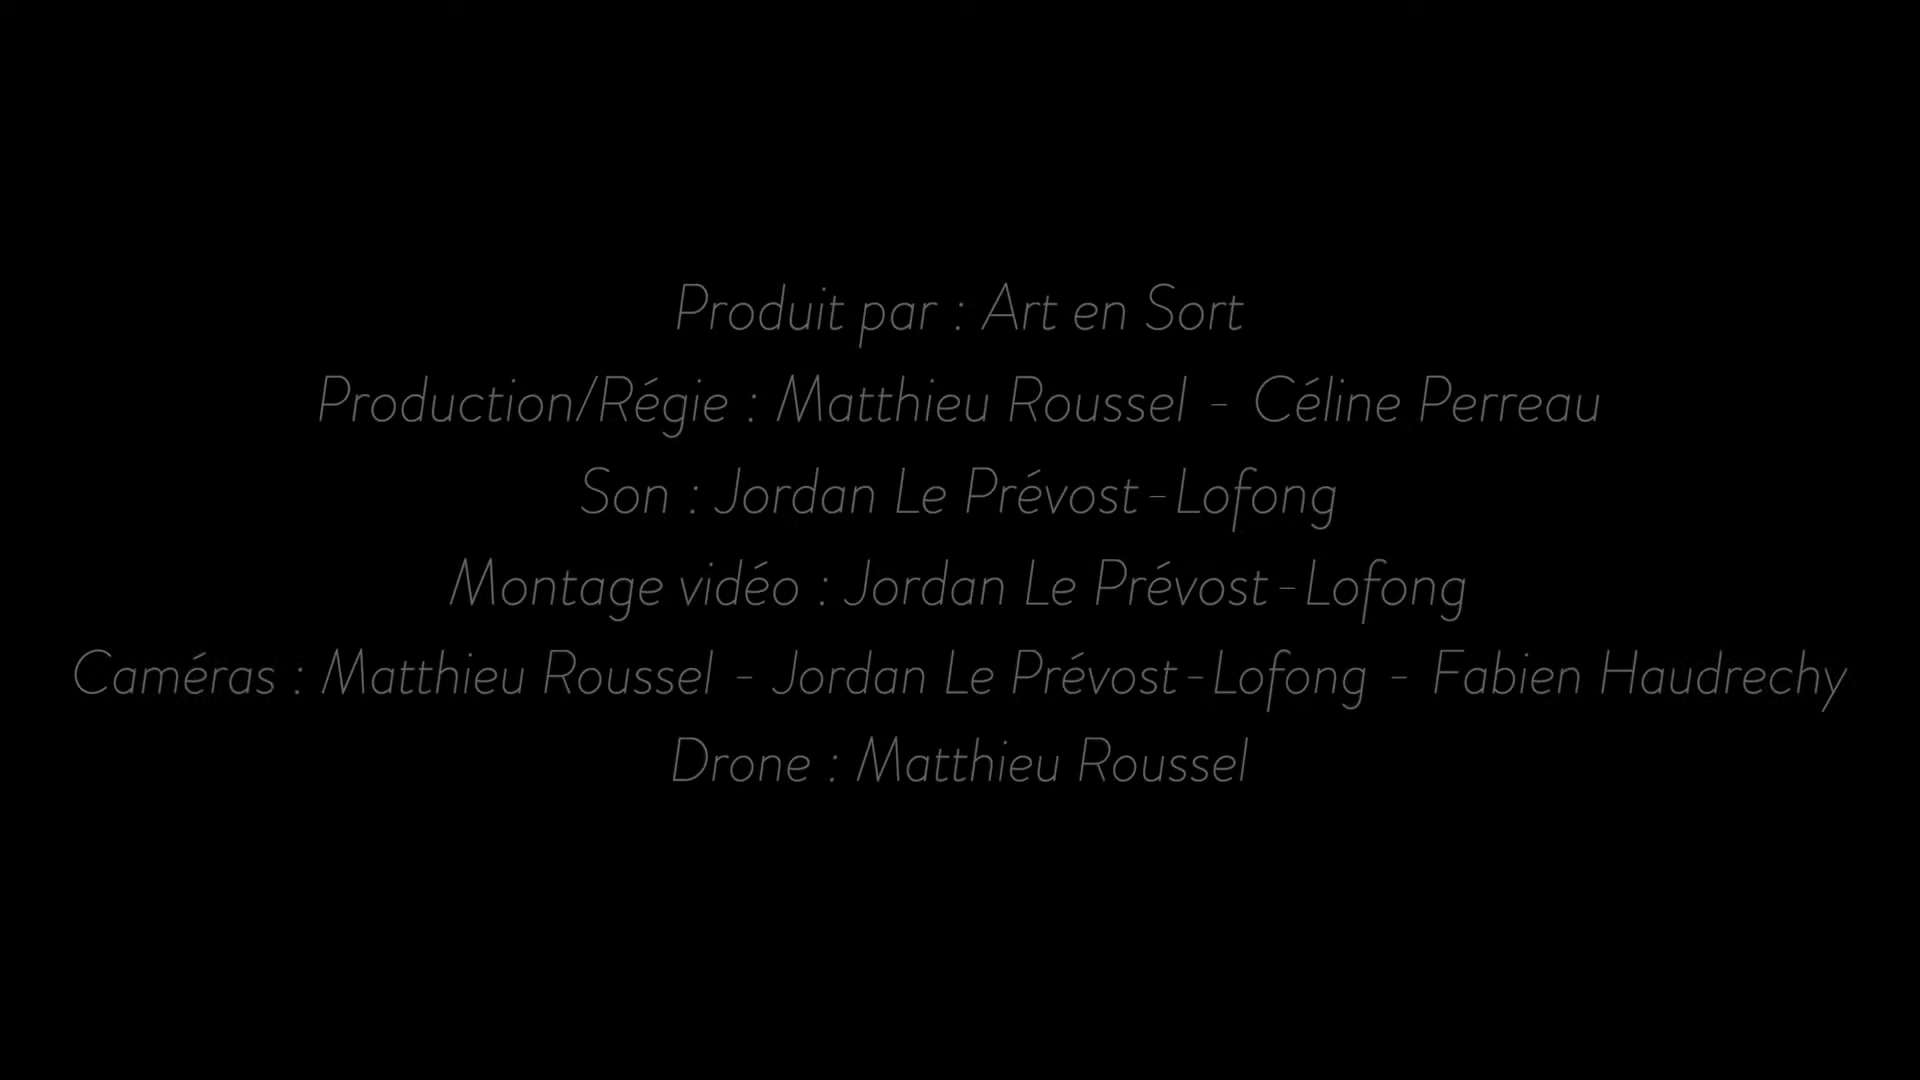 Produit par : Art en Sort
Production/Régie : Matthieu Roussel - Céline Perreau
Son : Jordan Le Prévost-Lofong
Montage vidéo : Jordan Le Prévost-Lofong
Caméras : Matthieu Roussel - Jordan Le Prévost-Lofong - Fabien Haudrechy
Drone : Matthieu Roussel